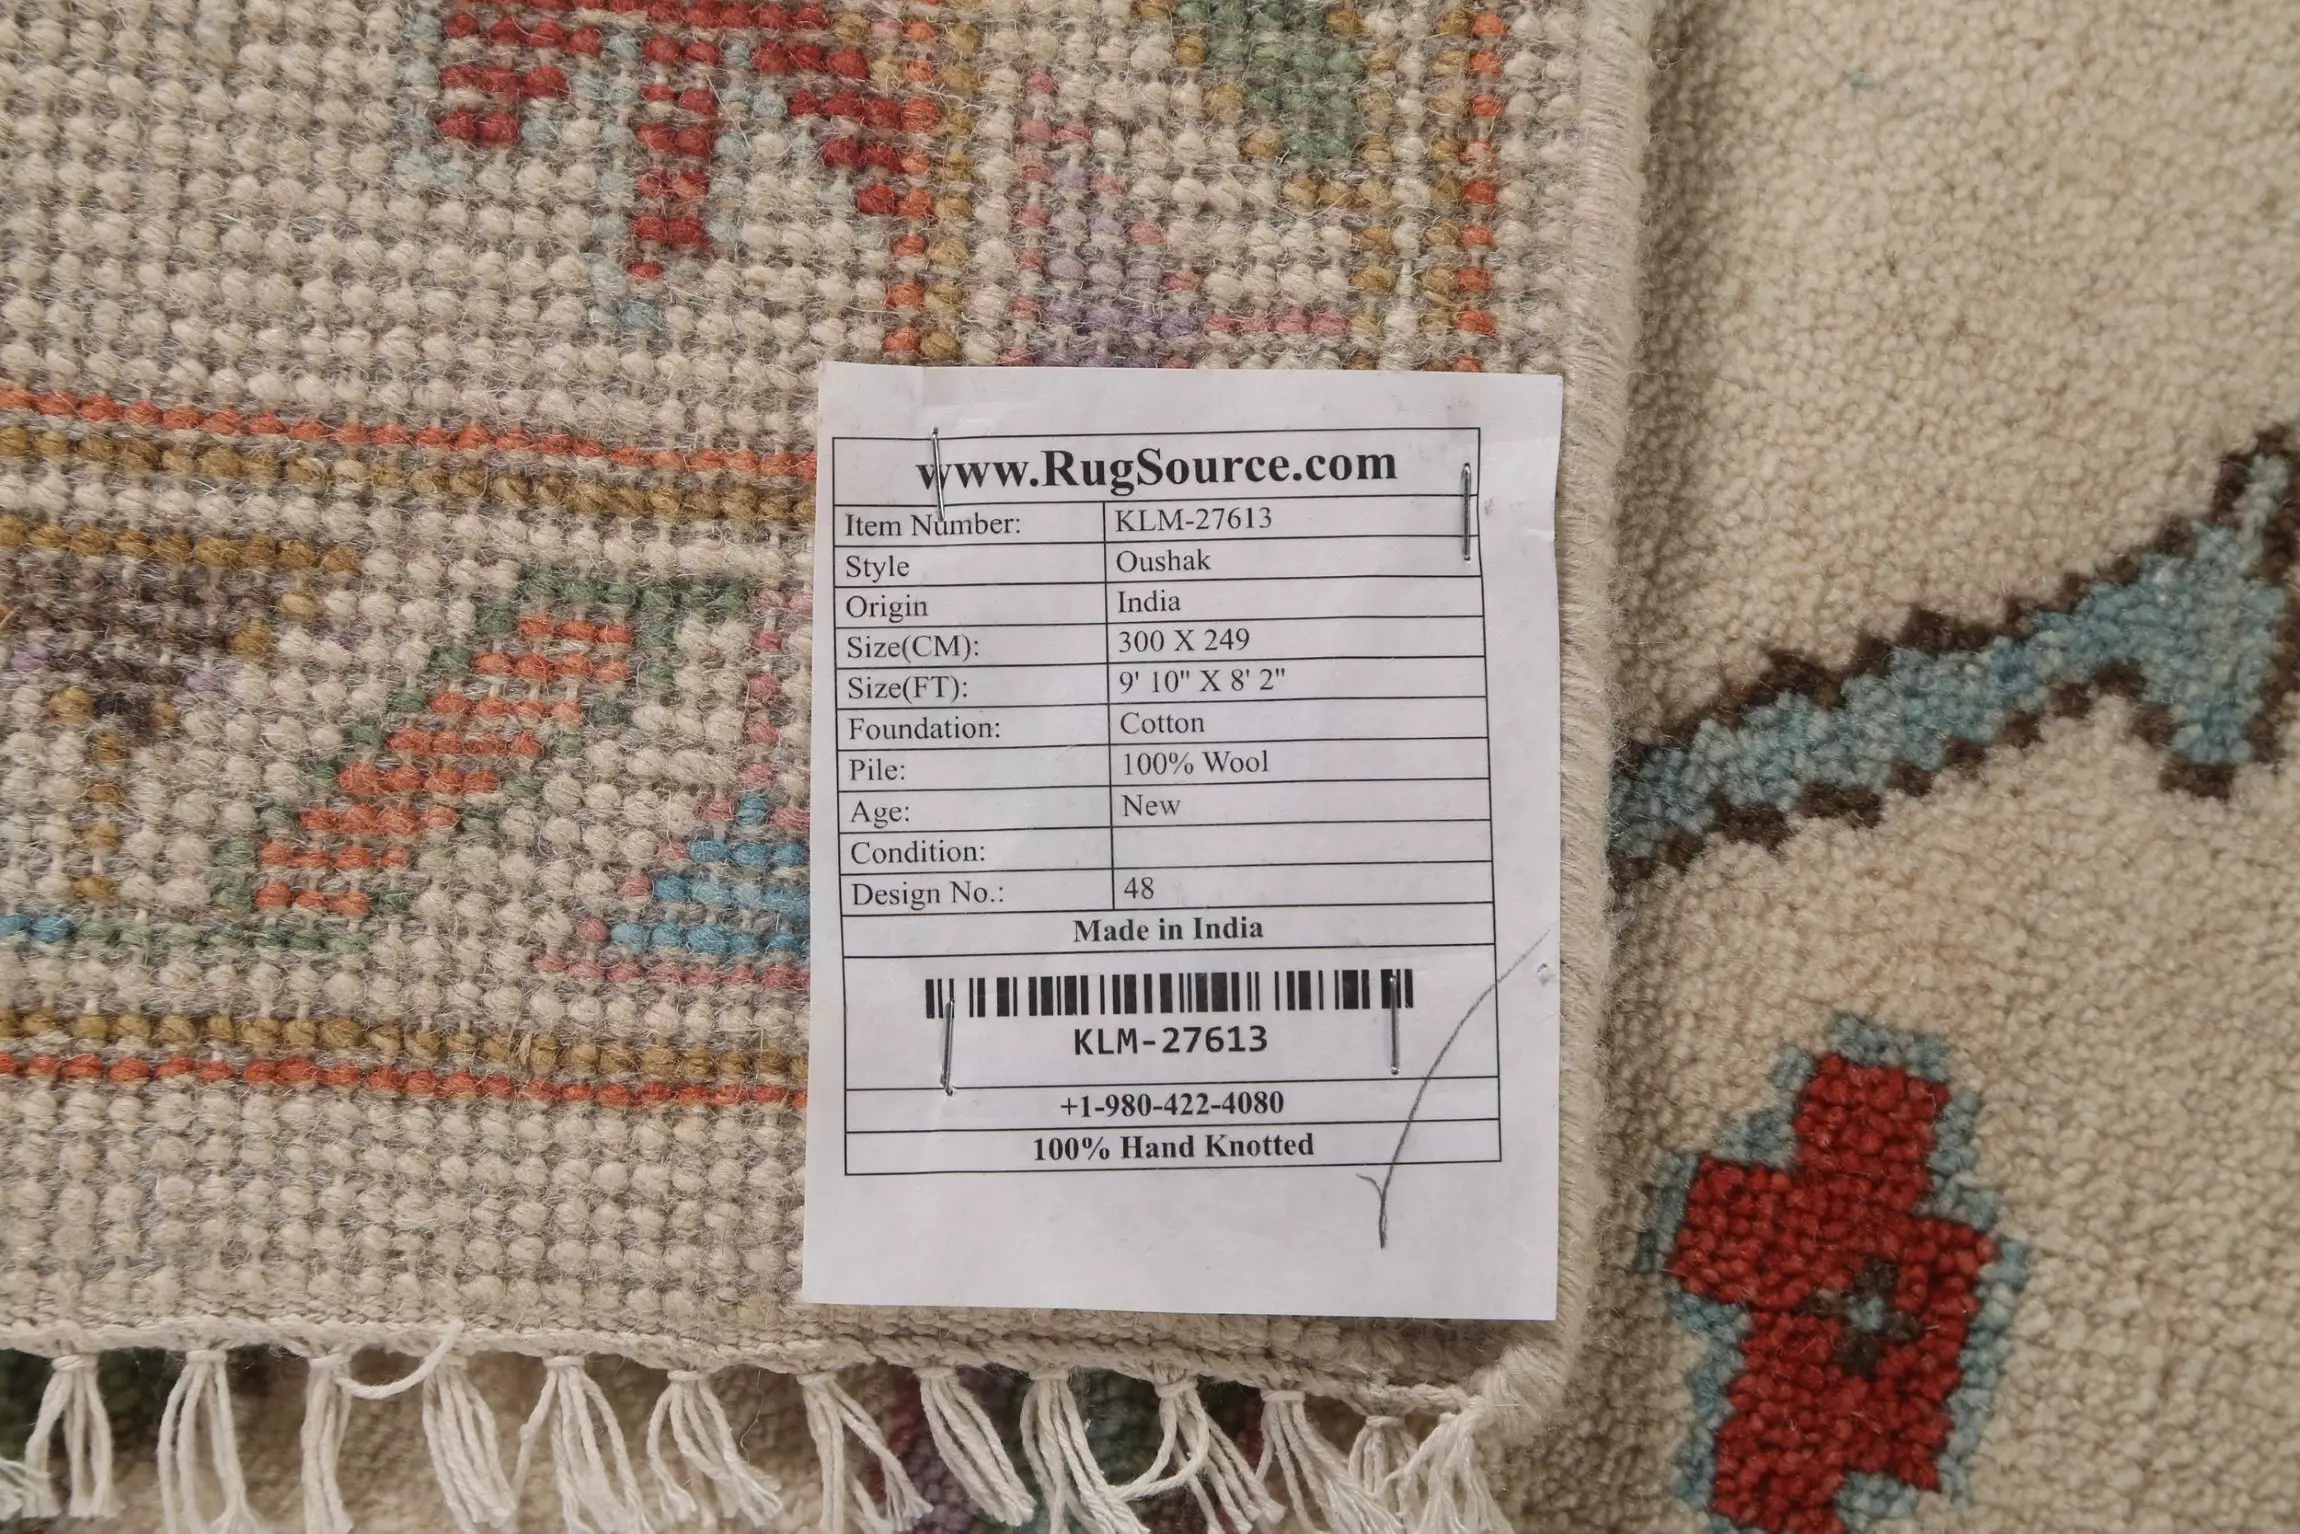 www.RugSource.com
Item Number: KLM-27613
Style Oushak
Origin India
Size(CM): 300 X 249
Size(FT): 9' 10" X 8' 2"
Foundation: Cotton
Pile: 100% Wool
Age: New
Condition:
Design No.: 48
Made in India
KLM-27613
+1-980-422-4080
100% Hand Knotted